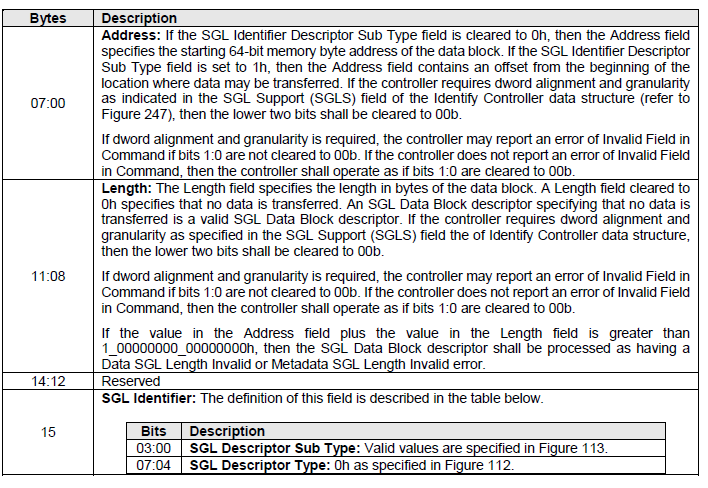 Bytes Description
Address: If the SGL Identifier Descriptor Sub Type field is cleared to 0h, then the Address field
specifies the starting 64-bit memory byte address of the data block. If the SGL Identifier Descriptor
Sub Type field is set to 1h, then the Address field contains an offset from the beginning of the
location where data may be transferred. If the controller requires dword alignment and granularity
as indicated in the SGL Support (SGLS) field of the Identify Controller data structure (refer to
07:00
Figure 247), then the lower two bits shall be cleared to 00b.
If dword alignment and granularity is required, the controller may report an error of Invalid Field in
Command if bits 1:0 are not cleared to 00b. If the controller does not report an error of Invalid Field
in Command, then the controller shall operate as if bits 1:0 are cleared to 00b.
Length: The Length field specifies the length in bytes of the data block. A Length field cleared to
0h specifies that no data is transferred. An SGL Data Block descriptor specifying that no data is
transferred is a valid SGL Data Block descriptor. If the controller requires dword alignment and
granularity as specified in the SGL Support (SGLS) field the of Identify Controller data structure,
then the lower two bits shall be cleared to 00b.
11:08
If dword alignment and granularity is required, the controller may report an error of Invalid Field in
Command if bits 1:0 are not cleared to 00b. If the controller does not report an error of Invalid Field
in Command, then the controller shall operate as if bits 1:0 are cleared to 00b.
If the value in the Address field plus the value in the Length field is greater than
1_00000000_00000000h, then the SGL Data Block descriptor shall be processed as having a
Data SGL Length Invalid or Metadata SGL Length Invalid error.
14:12 Reserved
SGL Identifier: The definition of this field is described in the table below.
15
Bits Description
03:00 SGL Descriptor Sub Type: Valid values are specified in Figure 113.
07:04 SGL Descriptor Type: 0h as specified in Figure 112.